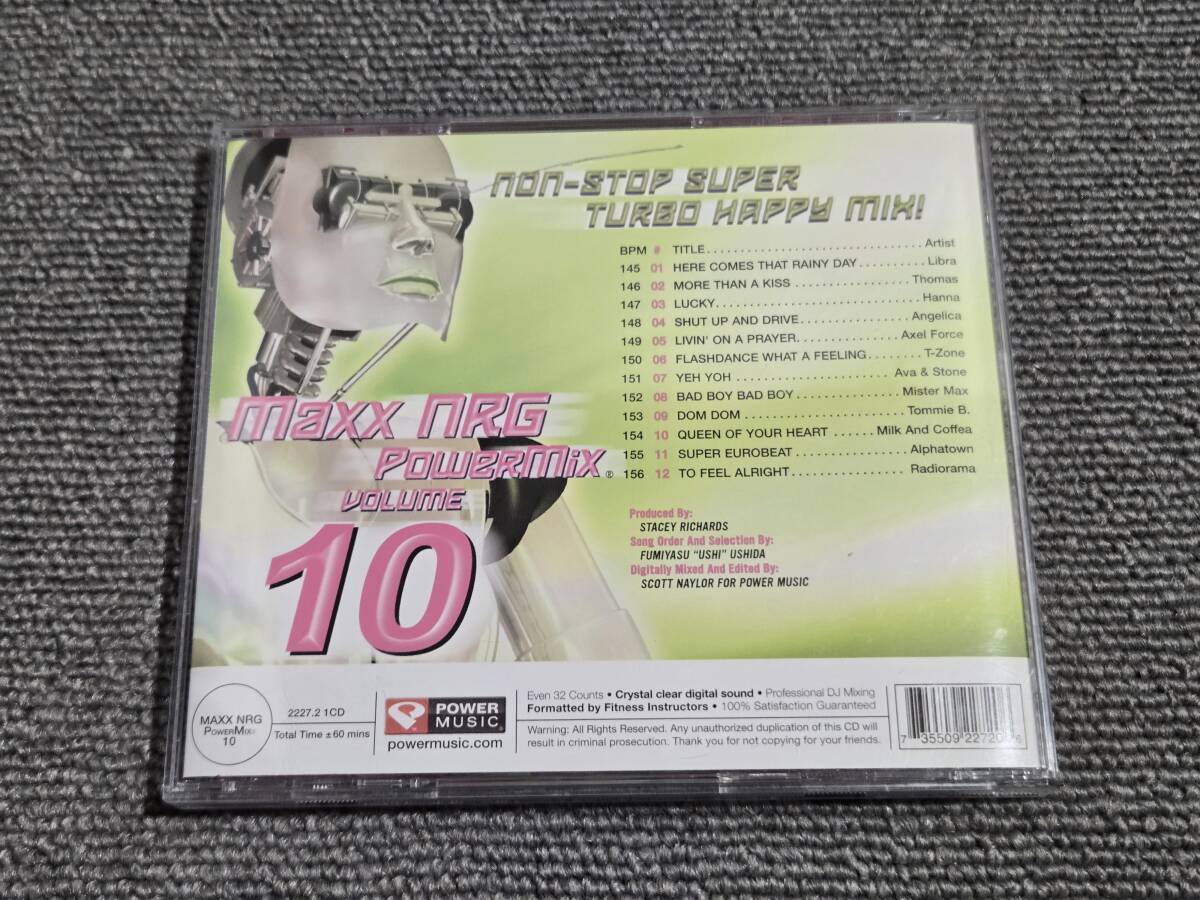 NON-STOP SUPER
TURBO HAPPY MIX!
BPM # TITLE................................Artist
145 01 HERE COMES THAT RAINY DAY..........Libra
146 02 MORE THAN A KISS.................Thomas
147 03 LUCKY...............................Hanna
148 04 SHUT UP AND DRIVE................Angelica
149 05 LIVIN' ON A PRAYER................Axel Force
150 06 FLASHDANCE WHAT A FEELING........T-Zone
151 07 YEH YOH.......................Ava & Stone
152 08 BAD BOY BAD BOY................Mister Max
153 09 DOM DOM........................Tommie B.
154 10 QUEEN OF YOUR HEART ......Milk And Coffea
155 11 SUPER EUROBEAT................Alphatown
156 12 TO FEEL ALRIGHT.................Radiorama
Maxx NRG
PowerMix®
VOLUME
10
Produced By:
STACEY RICHARDS
Song Order And Selection By:
FUMIYASU "USHI" USHIDA
Digitally Mixed And Edited By:
SCOTT NAYLOR FOR POWER MUSIC
MAXX NRG
POWERMIX
10
2227.2 1CD
Total Time ±60 mins
POWER
MUSIC
powermusic.com
Even 32 Counts • Crystal clear digital sound • Professional DJ Mixing
Formatted by Fitness Instructors • 100% Satisfaction Guaranteed
Warning: All Rights Reserved. Any unauthorized duplication of this CD will
result in criminal prosecution. Thank you for not copying for your friends.